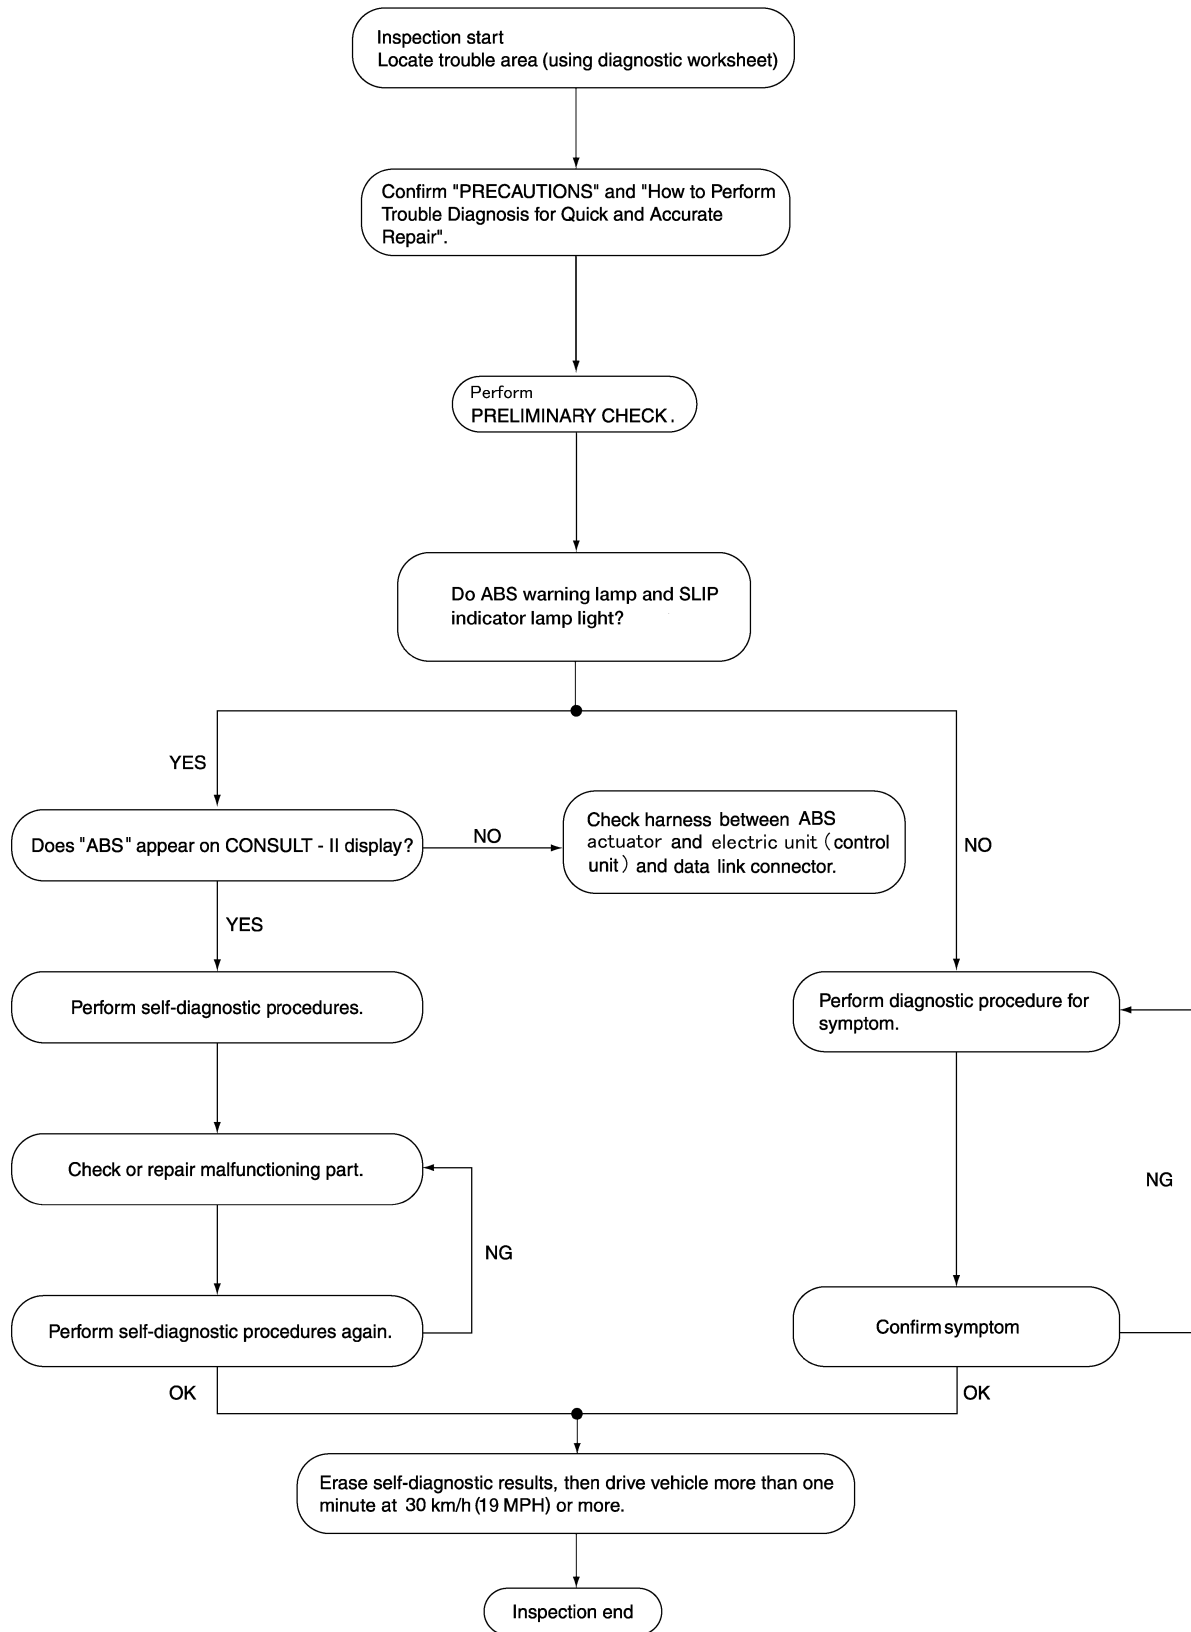 Inspection start
Locate trouble area (using diagnostic worksheet)
Confirm "PRECAUTIONS" and "How to Perform
Trouble Diagnosis for Quick and Accurate
Repair".
Perform
PRELIMINARY CHECK.
Do ABS warning lamp and SLIP
indicator lamp light?
YES
Does "ABS" appear on CONSULT - II display?
NO
Check harness between ABS
actuator and electric unit (control
unit) and data link connector.
NO
YES
Perform self-diagnostic procedures.
Perform diagnostic procedure for
symptom.
Check or repair malfunctioning part.
NG
NG
Perform self-diagnostic procedures again.
Confirm symptom
OK
OK
Erase self-diagnostic results, then drive vehicle more than one
minute at 30 km/h (19 MPH) or more.
Inspection end